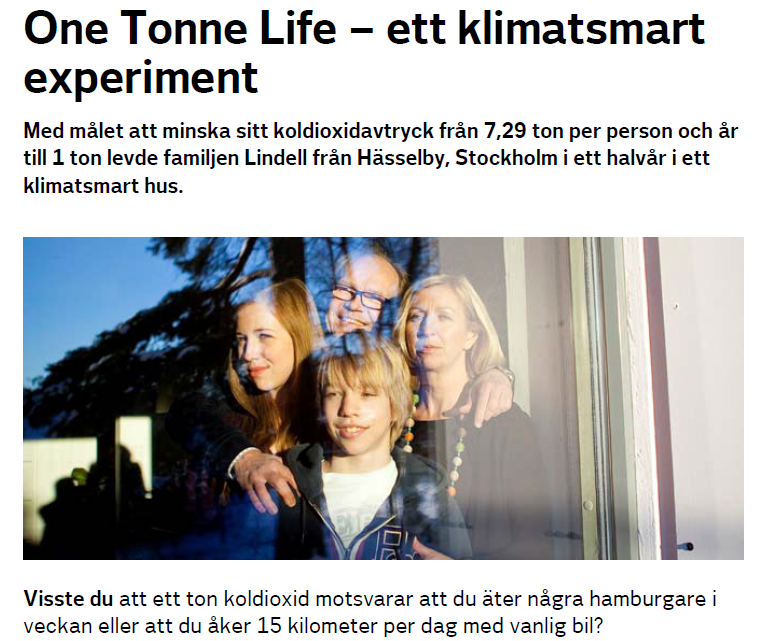 One Tonne Life – ett klimatsmart
experiment
Med målet att minska sitt koldioxidavtryck från 7,29 ton per person och år
till 1 ton levde familjen Lindell från Hässelby, Stockholm i ett halvår i ett
klimatsmart hus.
Visste du att ett ton koldioxid motsvarar att du äter några hamburgare i
veckan eller att du åker 15 kilometer per dag med vanlig bil?